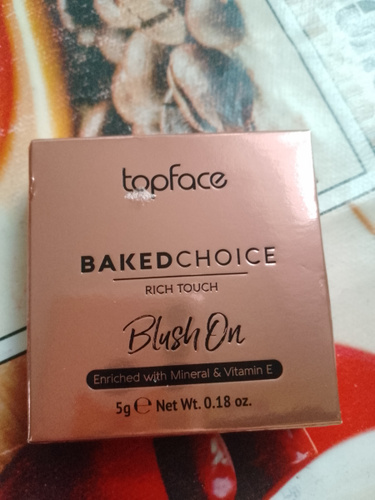 topface
BAKEDCHOICE
RICH TOUCH
Blush On
Enriched with Mineral & Vitamin E
5g ℮ Net Wt. 0.18 oz.